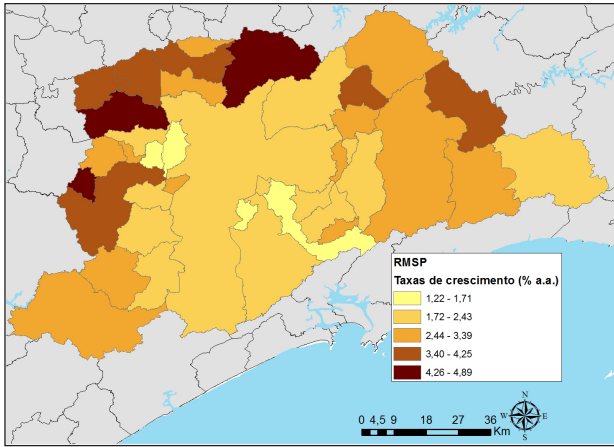 RMSP
Taxas de crescimento (% a.a.)
1,22 - 1,71
1,72 - 2,43
2,44 - 3,39
3,40 - 4,25
4,26 - 4,89
N
W E
S
0 4,5 9 18 27 36
Km